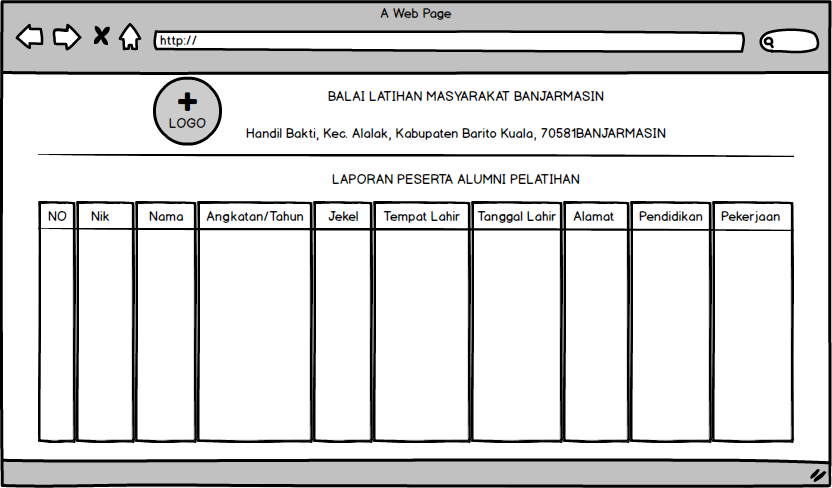 A Web Page
http://
LOGO
BALAI LATIHAN MASYARAKAT BANJARMASIN
Handil Bakti, Kec. Alalak, Kabupaten Barito Kuala, 70581BANJARMASIN
LAPORAN PESERTA ALUMNI PELATIHAN
NO Nik Nama Angkatan/Tahun Jekel Tempat Lahir Tanggal Lahir Alamat Pendidikan Pekerjaan